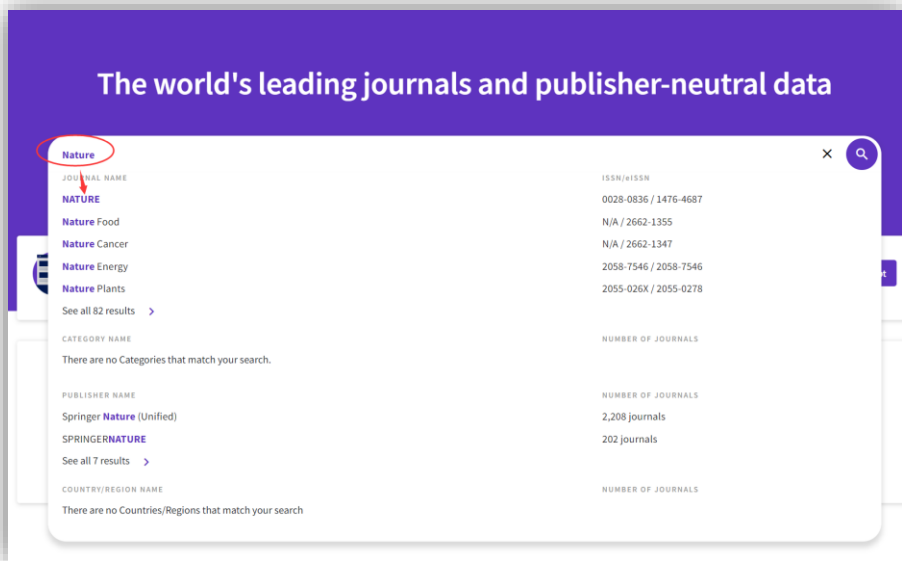 The world's leading journals and publisher-neutral data
Nature
JOURNAL NAME ISSN/eISSN
NATURE 0028-0836 / 1476-4687
Nature Food N/A / 2662-1355
Nature Cancer N/A / 2662-1347
Nature Energy 2058-7546 / 2058-7546
Nature Plants 2055-026X / 2055-0278
See all 82 results
CATEGORY NAME NUMBER OF JOURNALS
There are no Categories that match your search.
PUBLISHER NAME NUMBER OF JOURNALS
Springer Nature (Unified) 2,208 journals
SPRINGERNATURE 202 journals
See all 7 results
COUNTRY/REGION NAME NUMBER OF JOURNALS
There are no Countries/Regions that match your search